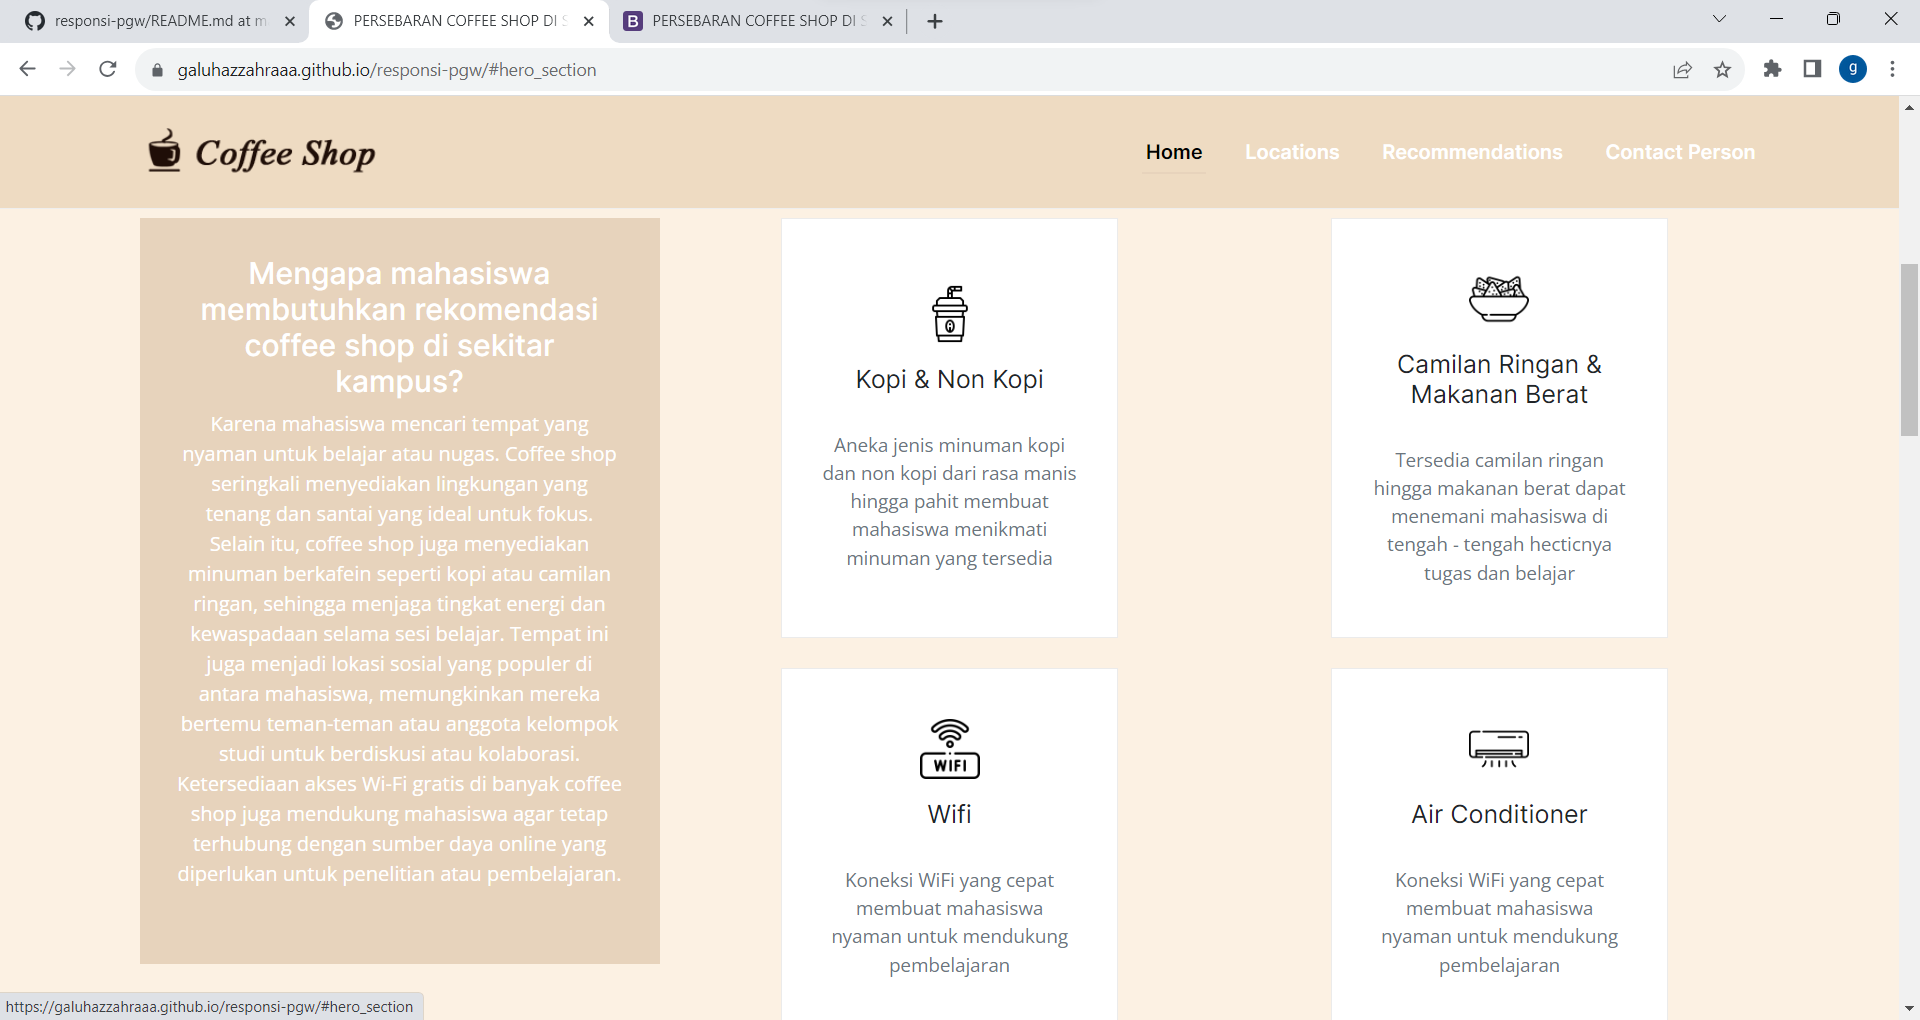 responsi-pgw/README.md at m
PERSEBARAN COFFEE SHOP DI S
PERSEBARAN COFFEE SHOP DI S
galuhazzahraaa.github.io/responsi-pgw/#hero_section
g
Coffee Shop
Home
Locations
Recommendations
Contact Person
Mengapa mahasiswa
membutuhkan rekomendasi
coffee shop di sekitar
kampus?
Karena mahasiswa mencari tempat yang
nyaman untuk belajar atau nugas. Coffee shop
seringkali menyediakan lingkungan yang
tenang dan santai yang ideal untuk fokus.
Selain itu, coffee shop juga menyediakan
minuman berkafein seperti kopi atau camilan
ringan, sehingga menjaga tingkat energi dan
kewaspadaan selama sesi belajar. Tempat ini
juga menjadi lokasi sosial yang populer di
antara mahasiswa, memungkinkan mereka
bertemu teman-teman atau anggota kelompok
studi untuk berdiskusi atau kolaborasi.
Ketersediaan akses Wi-Fi gratis di banyak coffee
shop juga mendukung mahasiswa agar tetap
terhubung dengan sumber daya online yang
diperlukan untuk penelitian atau pembelajaran.
Kopi & Non Kopi
Aneka jenis minuman kopi
dan non kopi dari rasa manis
hingga pahit membuat
mahasiswa menikmati
minuman yang tersedia
Camilan Ringan &
Makanan Berat
Tersedia camilan ringan
hingga makanan berat dapat
menemani mahasiswa di
tengah - tengah hecticnya
tugas dan belajar
WIFI
Wifi
Koneksi WiFi yang cepat
membuat mahasiswa
nyaman untuk mendukung
pembelajaran
Air Conditioner
Koneksi WiFi yang cepat
membuat mahasiswa
nyaman untuk mendukung
pembelajaran
https://galuhazzahraaa.github.io/responsi-pgw/#hero_section